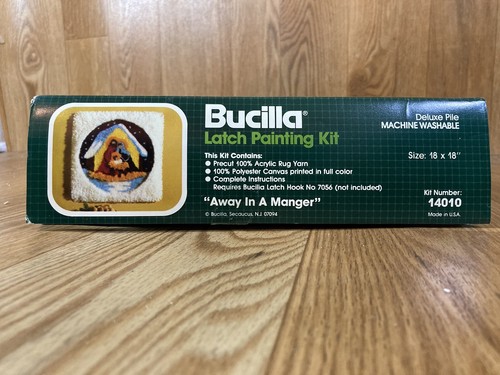 Bucilla®
Latch Painting Kit
Deluxe Pile
MACHINE WASHABLE
This Kit Contains:
• Precut 100% Acrylic Rug Yarn
• 100% Polyester Canvas printed in full color
• Complete Instructions
Requires Bucilla Latch Hook No 7056 (not included)
Size: 18 x 18"
"Away In A Manger"
© Bucilla, Secaucus, N.J. 07094
Kit Number:
14010
Made in U.S.A.